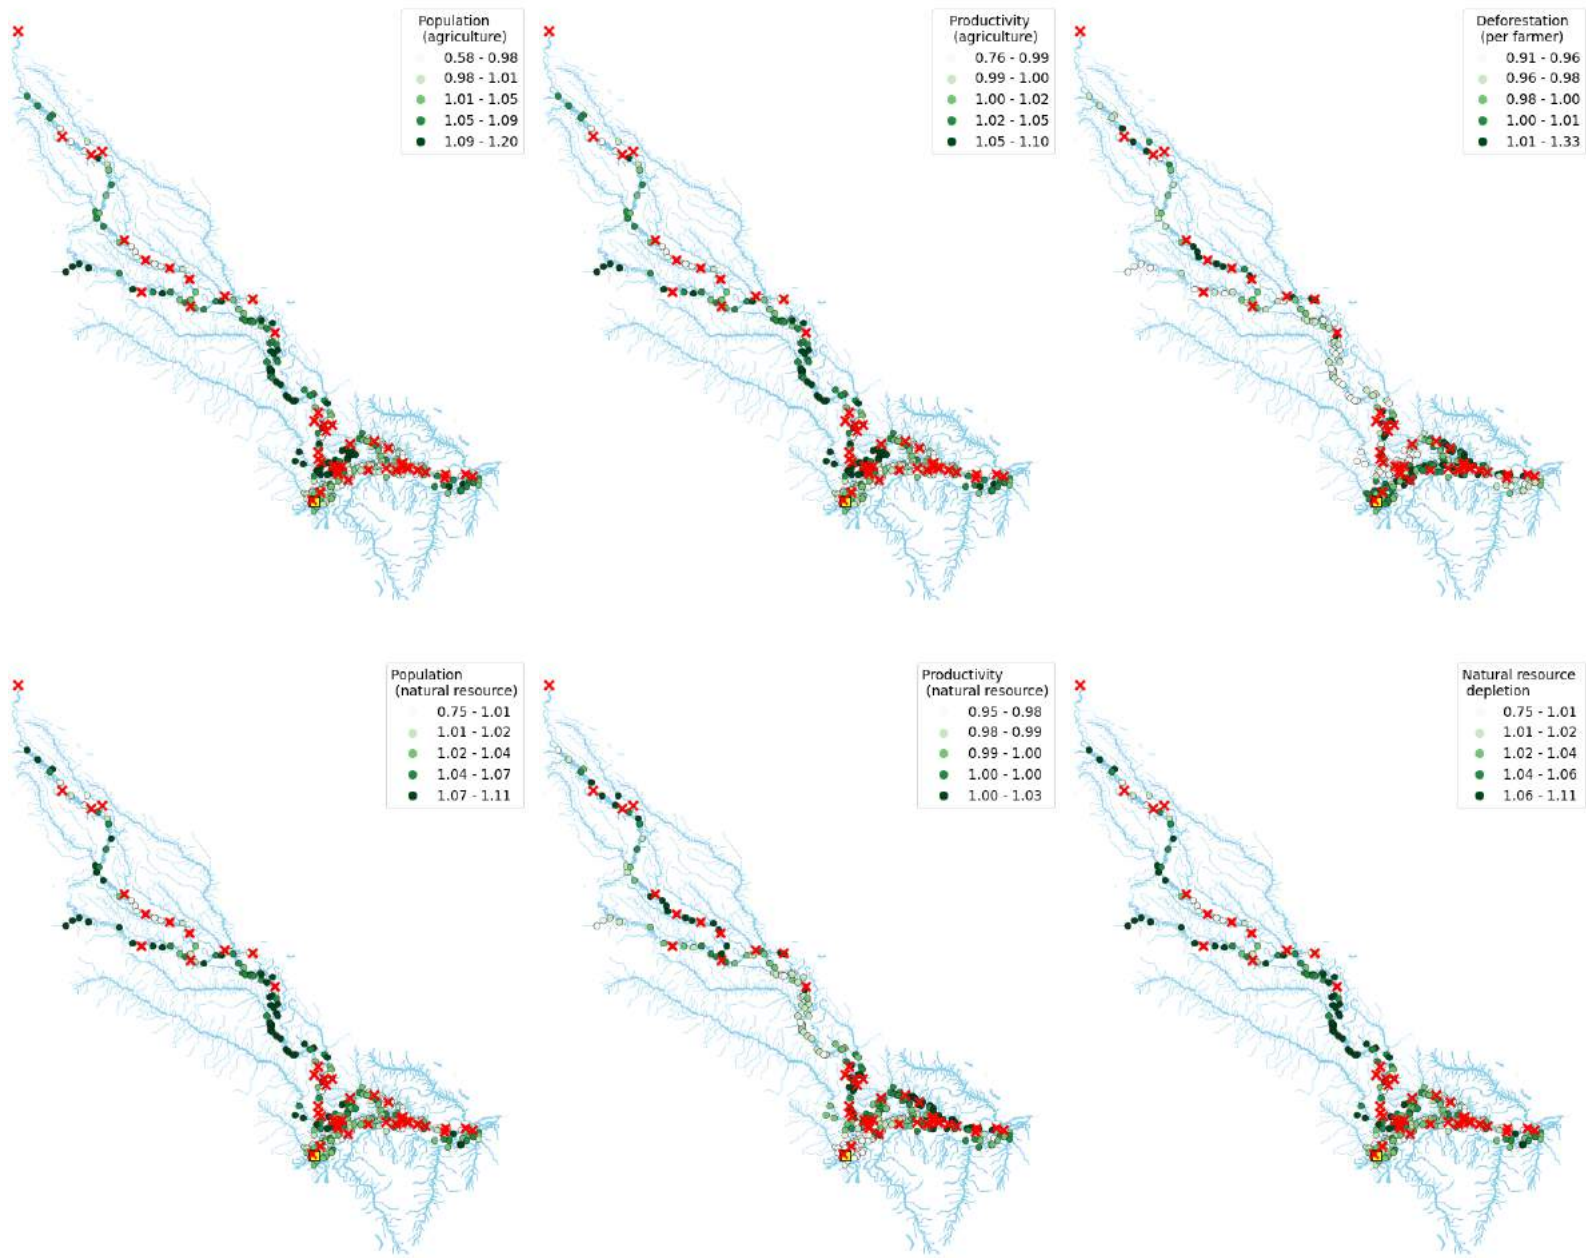 Population
(agriculture)
0.58 - 0.98
0.98 - 1.01
1.01 - 1.05
1.05 - 1.09
1.09 - 1.20
Productivity
(agriculture)
0.76 - 0.99
0.99 - 1.00
1.00 - 1.02
1.02 - 1.05
1.05 - 1.10
Deforestation
(per farmer)
0.91 - 0.96
0.96 - 0.98
0.98 - 1.00
1.00 - 1.01
1.01 - 1.33
Population
(natural resource)
0.75 - 1.01
1.01 - 1.02
1.02 - 1.04
1.04 - 1.07
1.07 - 1.11
Productivity
(natural resource)
0.95 - 0.98
0.98 - 0.99
0.99 - 1.00
1.00 - 1.00
1.00 - 1.03
Natural resource
depletion
0.75 - 1.01
1.01 - 1.02
1.02 - 1.04
1.04 - 1.06
1.06 - 1.11